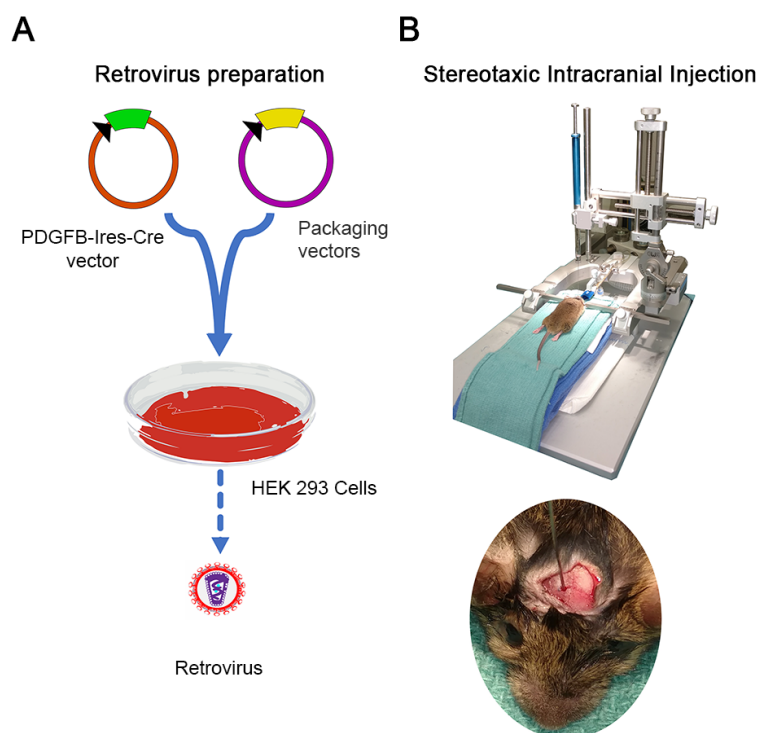 A
Retrovirus preparation
PDGFB-Ires-Cre
vector
Packaging
vectors
HEK 293 Cells
Retrovirus
B
Stereotaxic Intracranial Injection